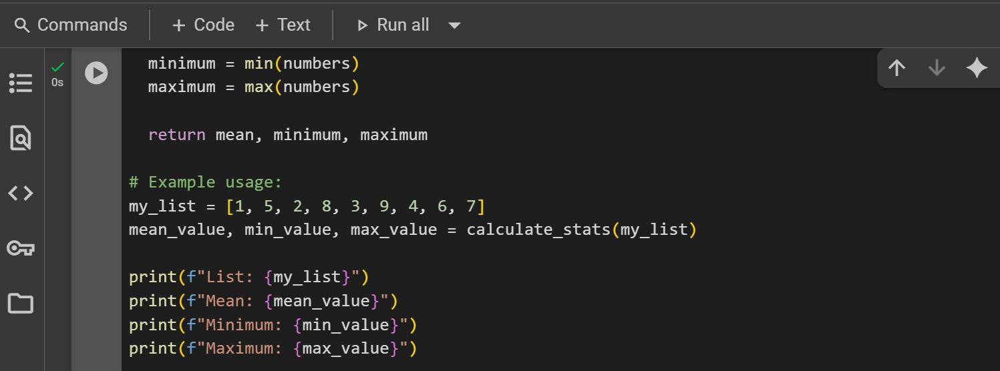 Commands + Code + Text Run all
0s
  minimum = min(numbers)
  maximum = max(numbers)

  return mean, minimum, maximum

# Example usage:
my_list = [1, 5, 2, 8, 3, 9, 4, 6, 7]
mean_value, min_value, max_value = calculate_stats(my_list)

print(f"List: {my_list}")
print(f"Mean: {mean_value}")
print(f"Minimum: {min_value}")
print(f"Maximum: {max_value}")